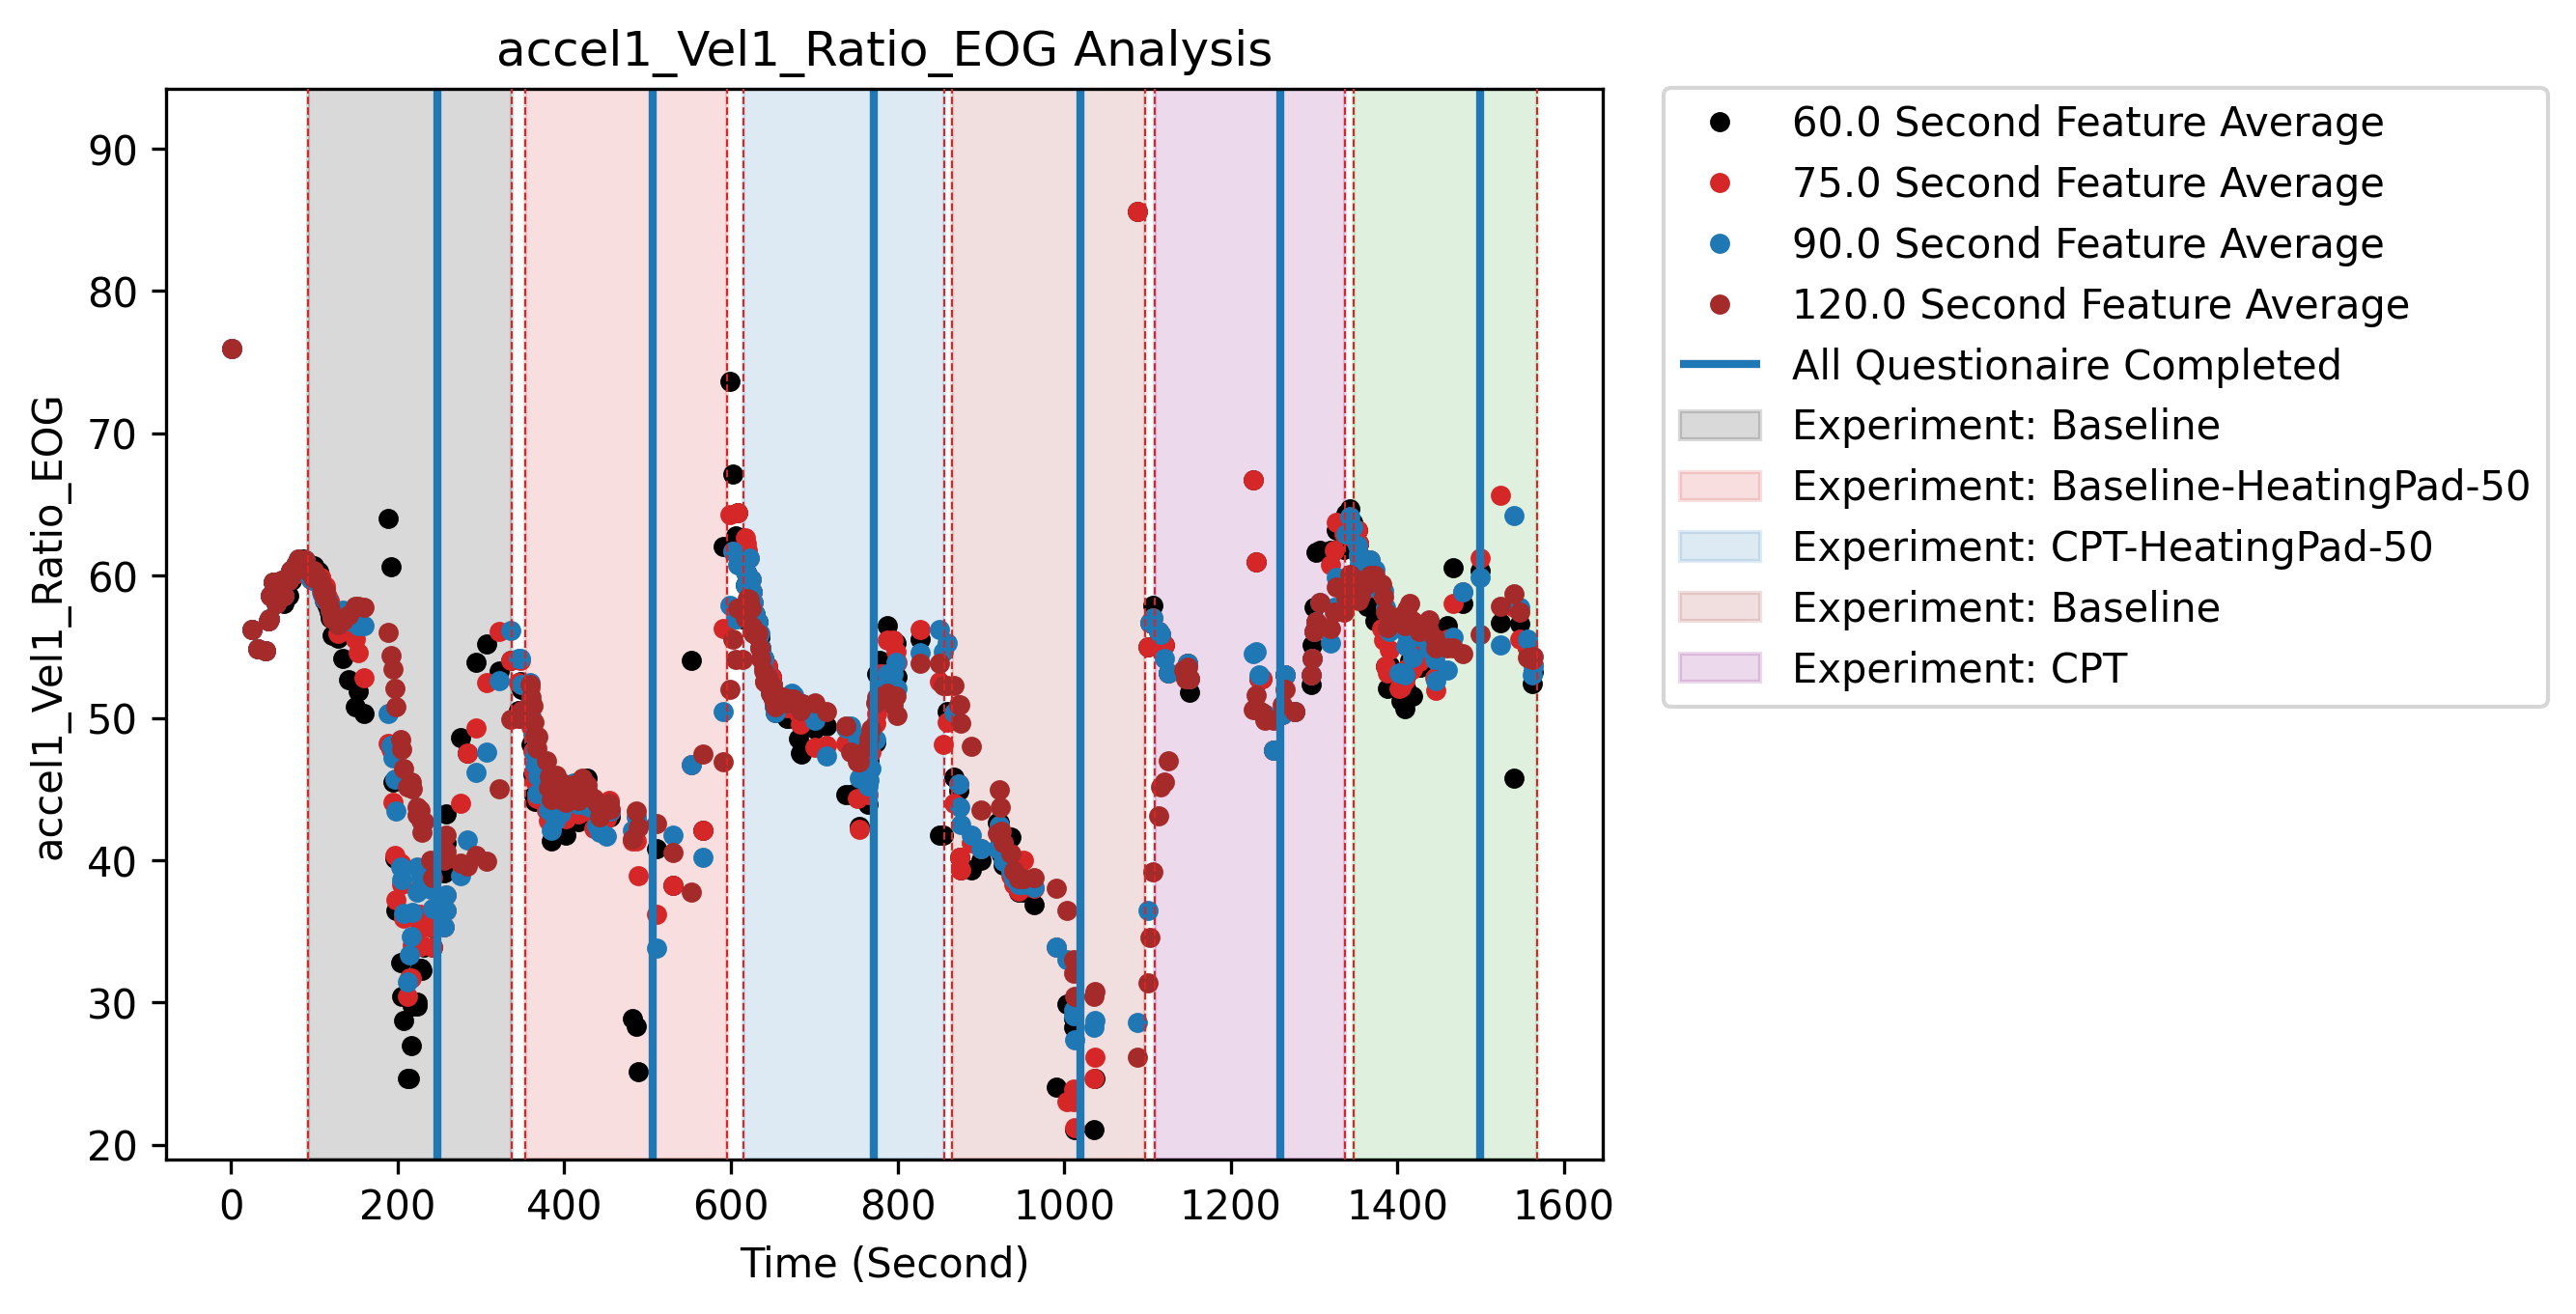 accel1_Vel1_Ratio_EOG Analysis
accel1_Vel1_Ratio_EOG
90
80
70
60
50
40
30
20
0 200 400 600 800 1000 1200 1400 1600
Time (Second)
60.0 Second Feature Average
75.0 Second Feature Average
90.0 Second Feature Average
120.0 Second Feature Average
All Questionaire Completed
Experiment: Baseline
Experiment: Baseline-HeatingPad-50
Experiment: CPT-HeatingPad-50
Experiment: Baseline
Experiment: CPT